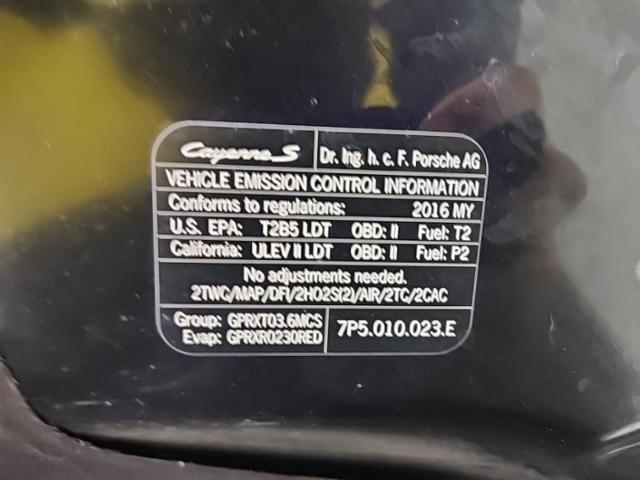 Cayenne S Dr. Ing. h. c. F. Porsche AG
VEHICLE EMISSION CONTROL INFORMATION
Conforms to regulations: 2016 MY
U.S. EPA: T2B5 LDT OBD: II Fuel: T2
California: ULEV II LDT OBD: II Fuel: P2
No adjustments needed.
2TWC/MAP/DFI/2HO2S(2)/AIR/2TC/2CAC
Group: GPRXT03.6MCS
Evap: GPRXR0230RED
7P5.010.023.E